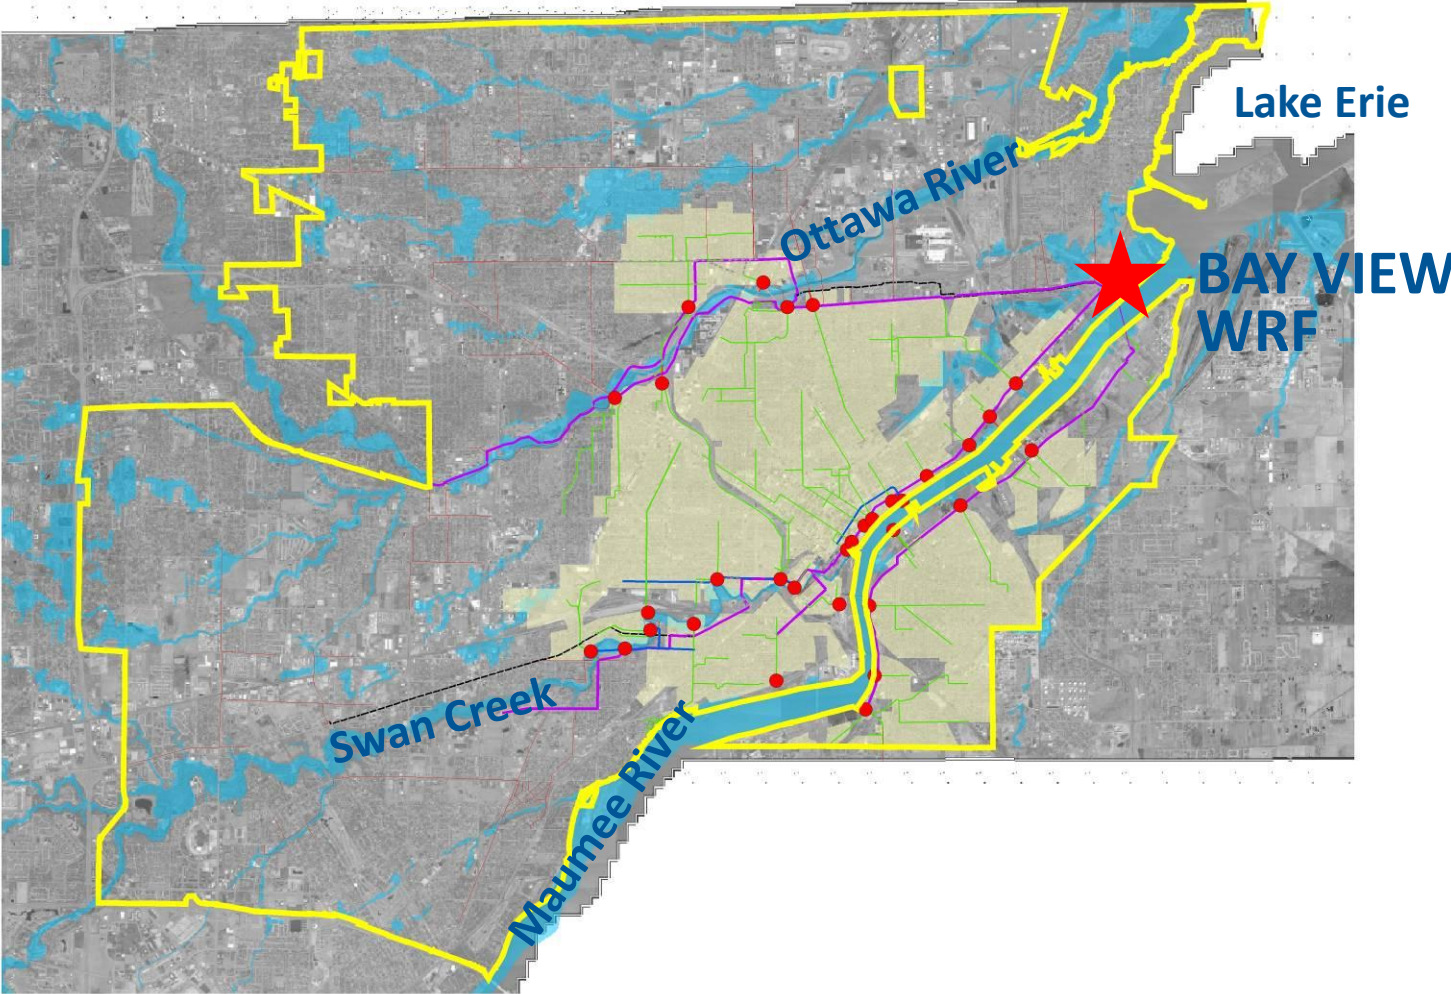 Lake Erie
Ottawa River
BAY VIEW
WRF
Swan Creek
Maumee River